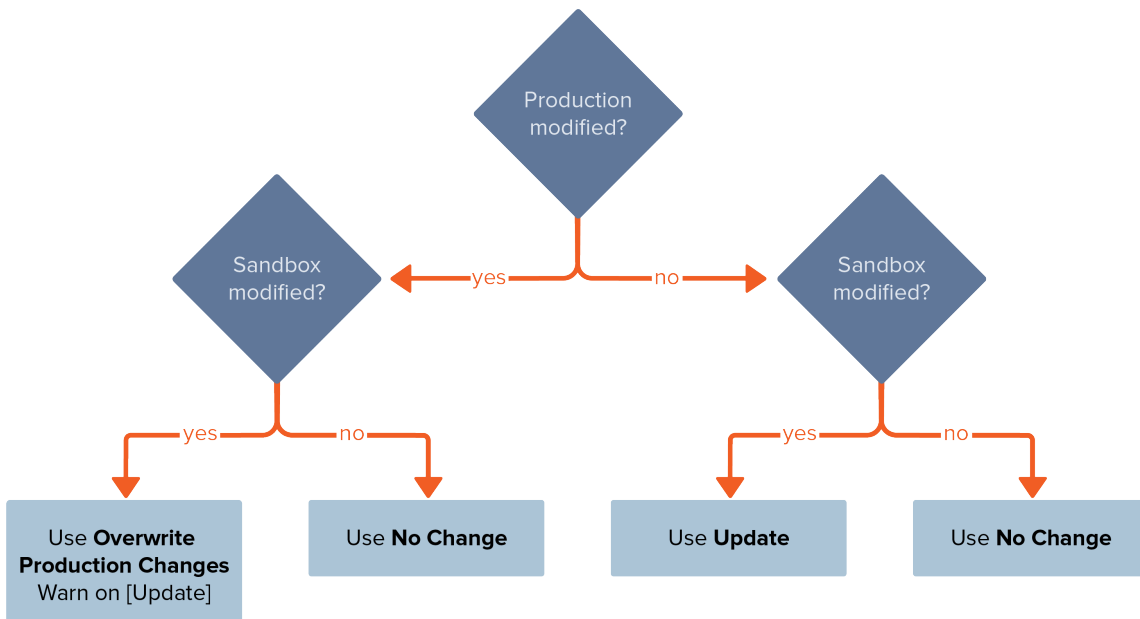 Production
modified?
Sandbox
modified?
yes
no
Sandbox
modified?
yes
no
yes
no
Use Overwrite
Production Changes
Warn on [Update]
Use No Change
Use Update
Use No Change